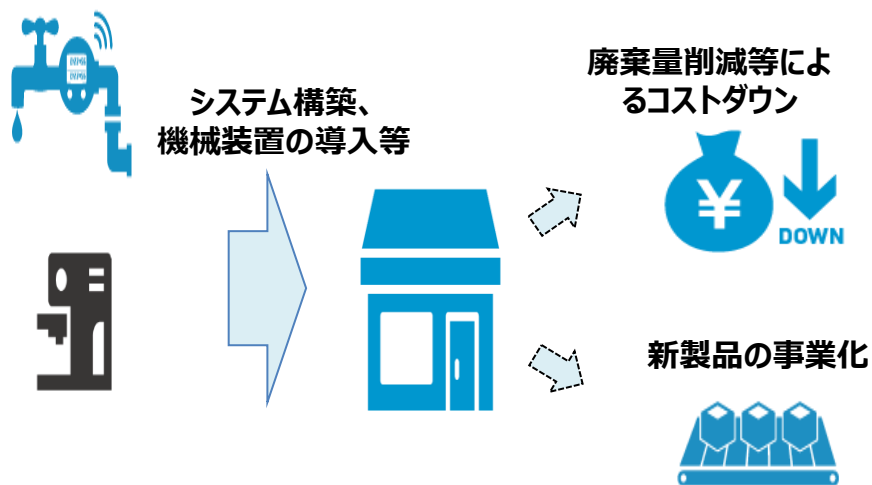 システム構築、
機械装置の導入等
廃棄量削減等によ
るコストダウン
¥
DOWN
新製品の事業化